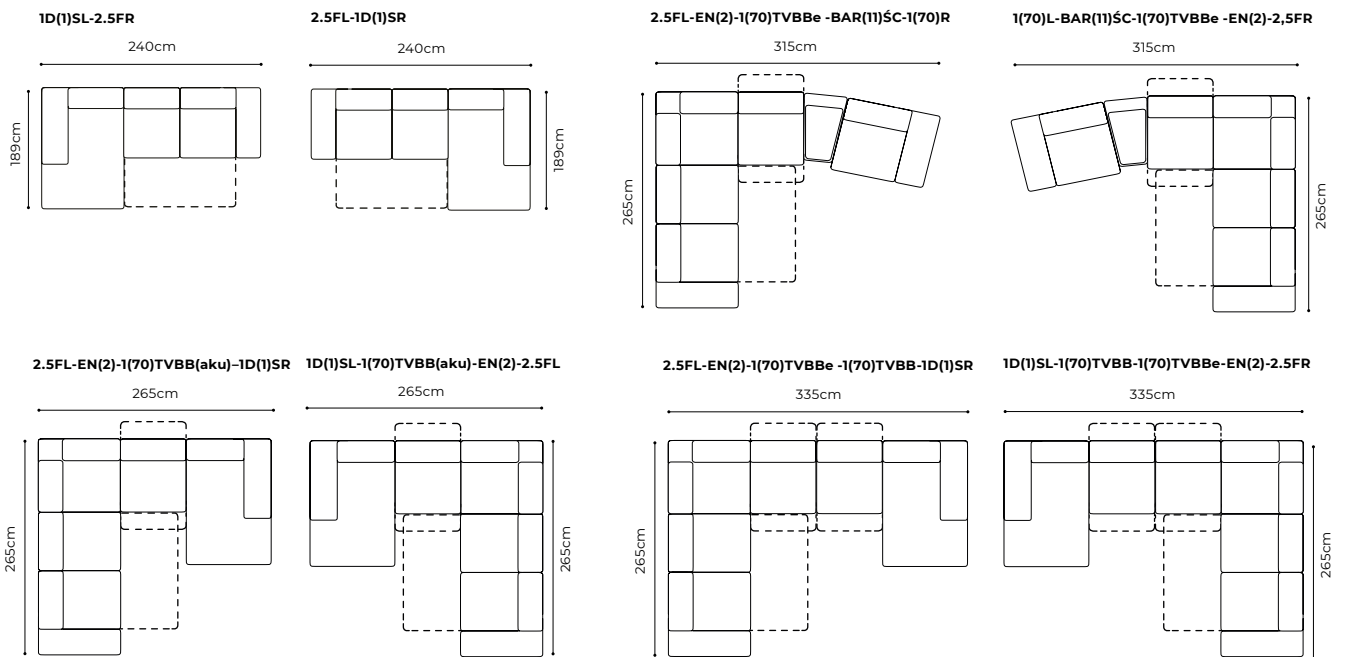 1D(1)SL-2.5FR
240cm
189cm
2.5FL-1D(1)SR
240cm
189cm
2.5FL-EN(2)-1(70)TVBBe -BAR(11)ŚC-1(70)R
315cm
265cm
1(70)L-BAR(11)ŚC-1(70)TVBBe -EN(2)-2,5FR
315cm
265cm
2.5FL-EN(2)-1(70)TVBB(aku)–1D(1)SR
265cm
265cm
1D(1)SL-1(70)TVBB(aku)-EN(2)-2.5FL
265cm
265cm
2.5FL-EN(2)-1(70)TVBBe -1(70)TVBB-1D(1)SR
335cm
265cm
1D(1)SL-1(70)TVBB-1(70)TVBBe-EN(2)-2.5FR
335cm
265cm